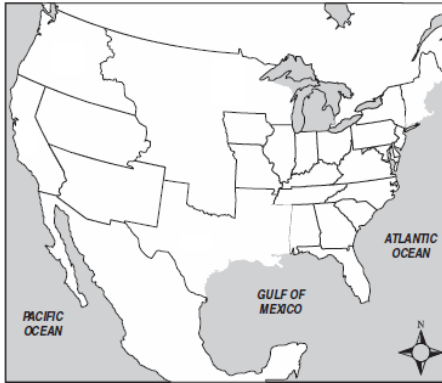 ATLANTIC
OCEAN
GULF OF
MEXICO
PACIFIC
OCEAN
N